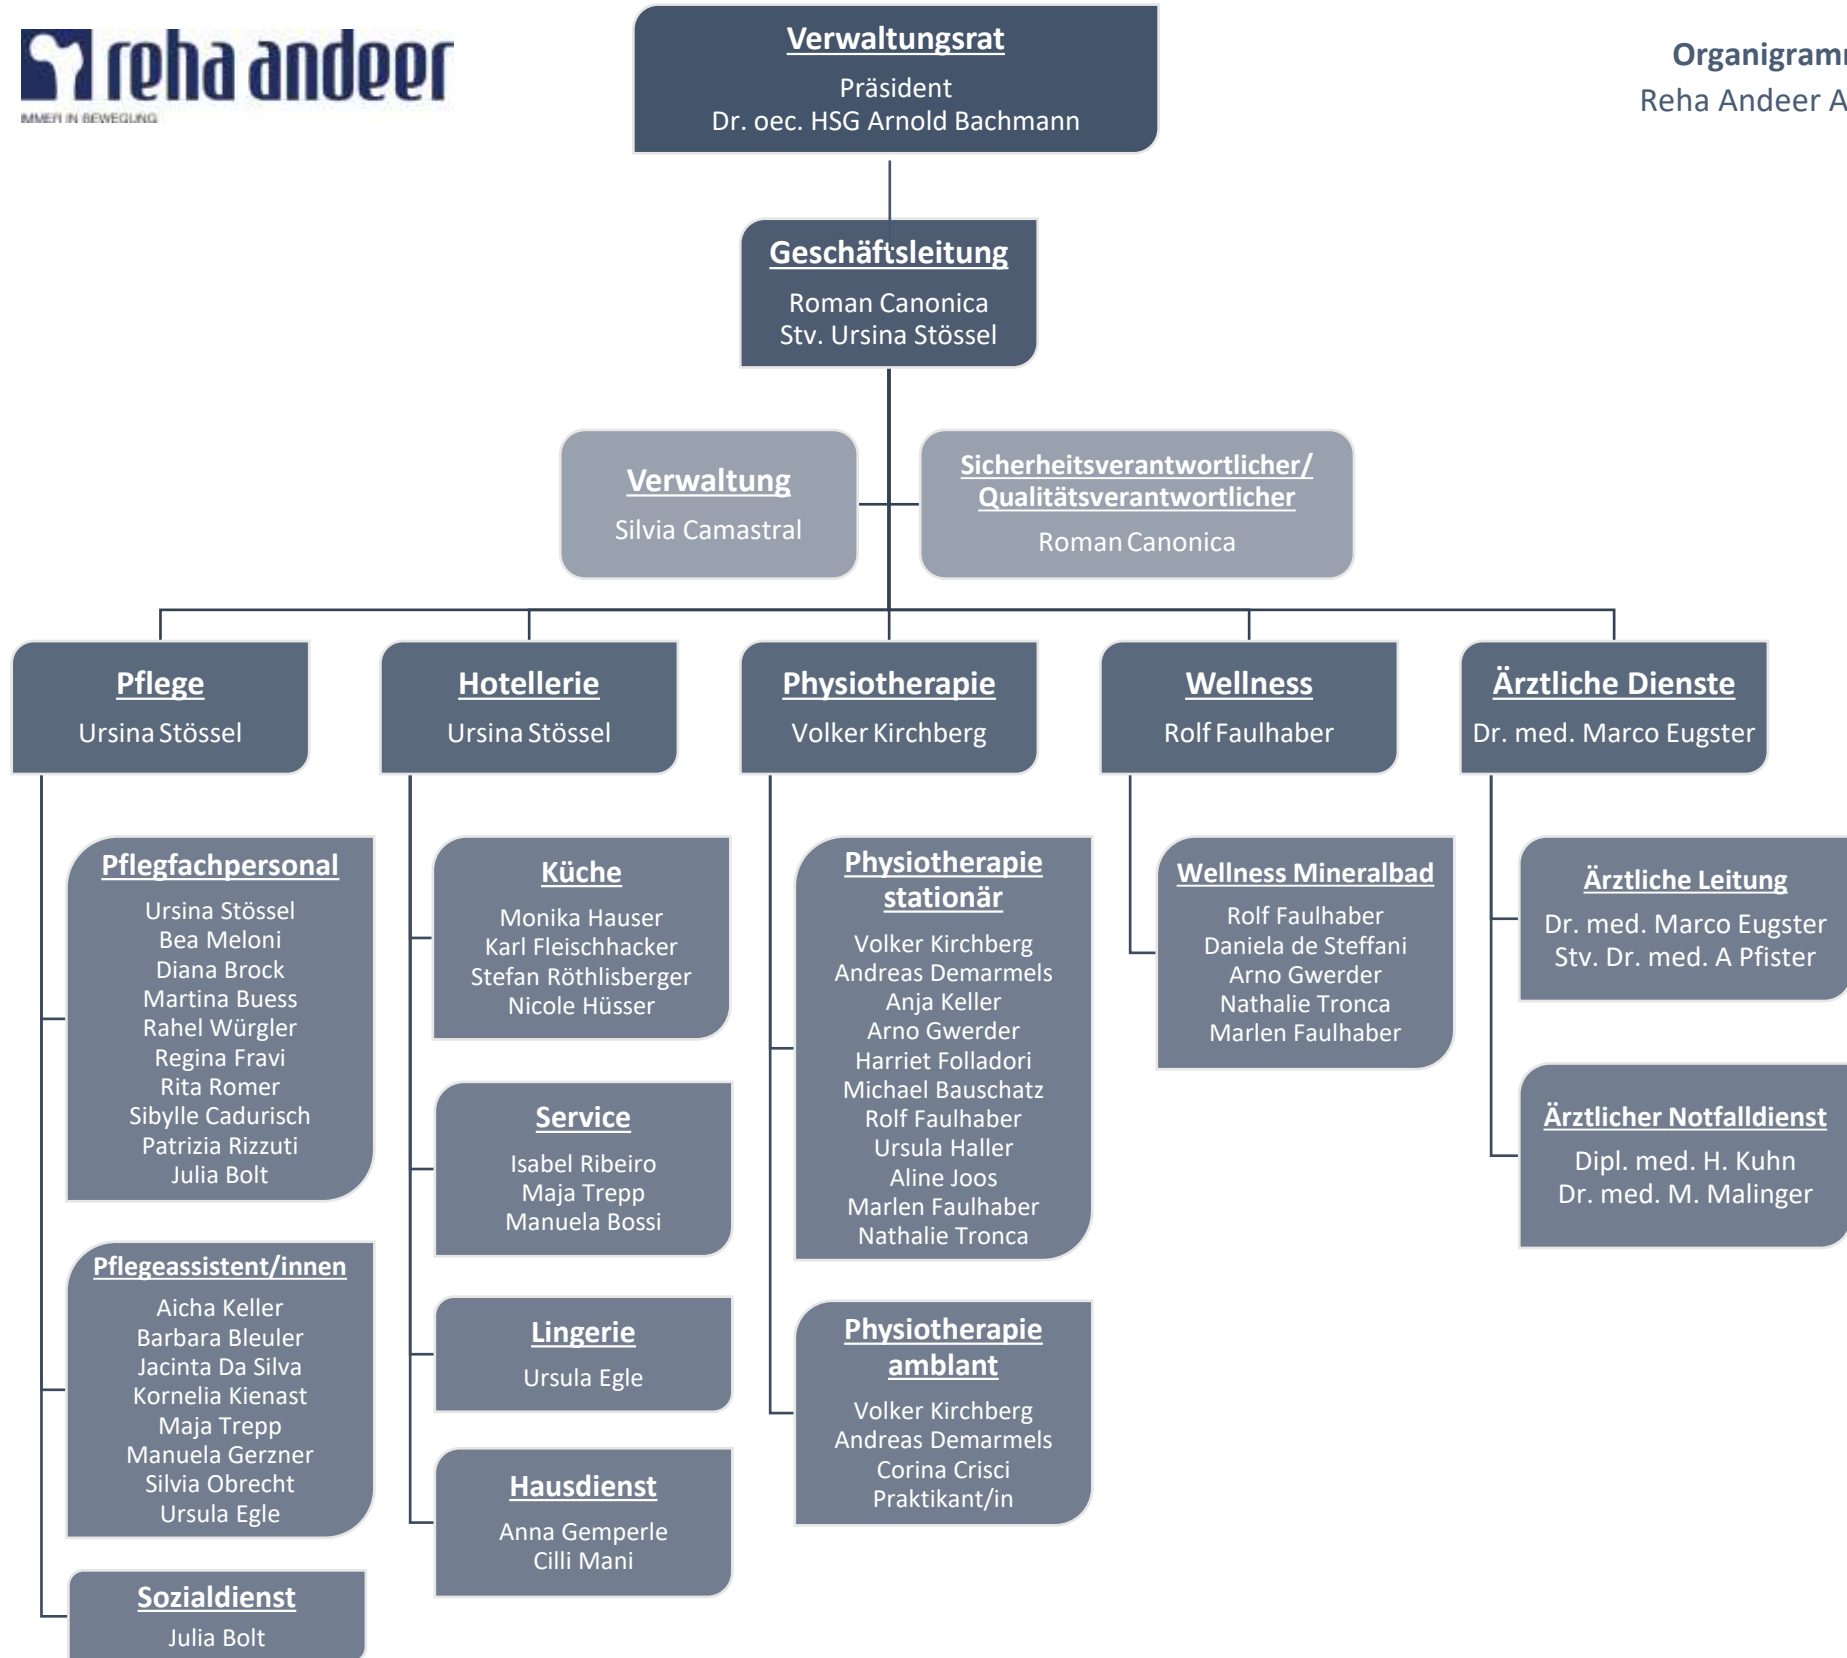 reha andeer
IMMER IN BEWEGUNG
Verwaltungsrat
Präsident
Dr. oec. HSG Arnold Bachmann
Organigramm
Reha Andeer A
Geschäftsleitung
Roman Canonica
Stv. Ursina Stössel
Verwaltung
Silvia Camastral
Sicherheitsverantwortlicher/
Qualitätsverantwortlicher
Roman Canonica
Pflege
Ursina Stössel
Hotellerie
Ursina Stössel
Physiotherapie
Volker Kirchberg
Wellness
Rolf Faulhaber
Ärztliche Dienste
Dr. med. Marco Eugster
Pflegfachpersonal
Ursina Stössel
Bea Meloni
Diana Brock
Martina Buess
Rahel Würgler
Regina Fravi
Rita Romer
Sibylle Cadurisch
Patrizia Rizzuti
Julia Bolt
Pflegeassistent/innen
Aicha Keller
Barbara Bleuler
Jacinta Da Silva
Kornelia Kienast
Maja Trepp
Manuela Gerzner
Silvia Obrecht
Ursula Egle
Sozialdienst
Julia Bolt
Küche
Monika Hauser
Karl Fleischhacker
Stefan Röthlisberger
Nicole Hüsser
Service
Isabel Ribeiro
Maja Trepp
Manuela Bossi
Lingerie
Ursula Egle
Hausdienst
Anna Gemperle
Cilli Mani
Physiotherapie
stationär
Volker Kirchberg
Andreas Demarmels
Anja Keller
Arno Gwerder
Harriet Folladori
Michael Bauschatz
Rolf Faulhaber
Ursula Haller
Aline Joos
Marlen Faulhaber
Nathalie Tronca
Physiotherapie
amblant
Volker Kirchberg
Andreas Demarmels
Corina Crisci
Praktikant/in
Wellness Mineralbad
Rolf Faulhaber
Daniela de Steffani
Arno Gwerder
Nathalie Tronca
Marlen Faulhaber
Ärztliche Leitung
Dr. med. Marco Eugster
Stv. Dr. med. A Pfister
Ärztlicher Notfalldienst
Dipl. med. H. Kuhn
Dr. med. M. Malinger